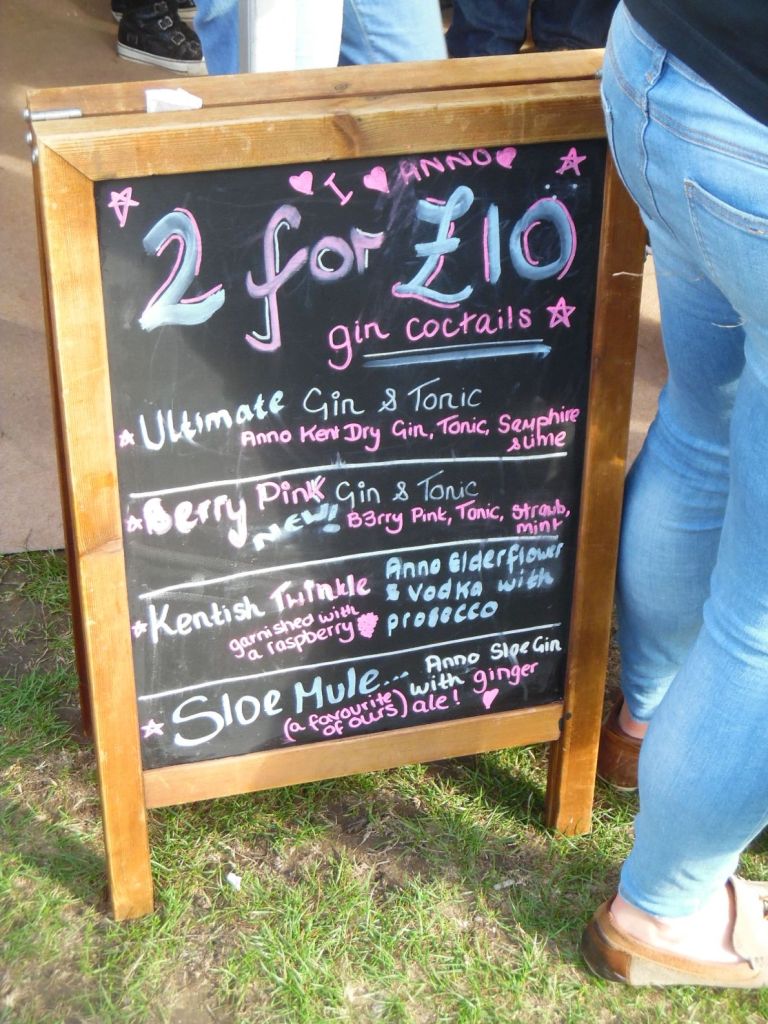 I ANNO
2 for £10
gin coctails
Ultimate Gin & Tonic
Anno Kent Dry Gin, Tonic, Samphire
& lime
Berry Pink Gin & Tonic
NEW! B3rry Pink, Tonic, Strawb,
mint
Kentish Twinkle
garnished with
a raspberry
Anno Elderflower
& Vodka with
prosecco
Sloe Mule...
(a favourite
of ours)
Anno Sloe Gin
with ginger
ale!